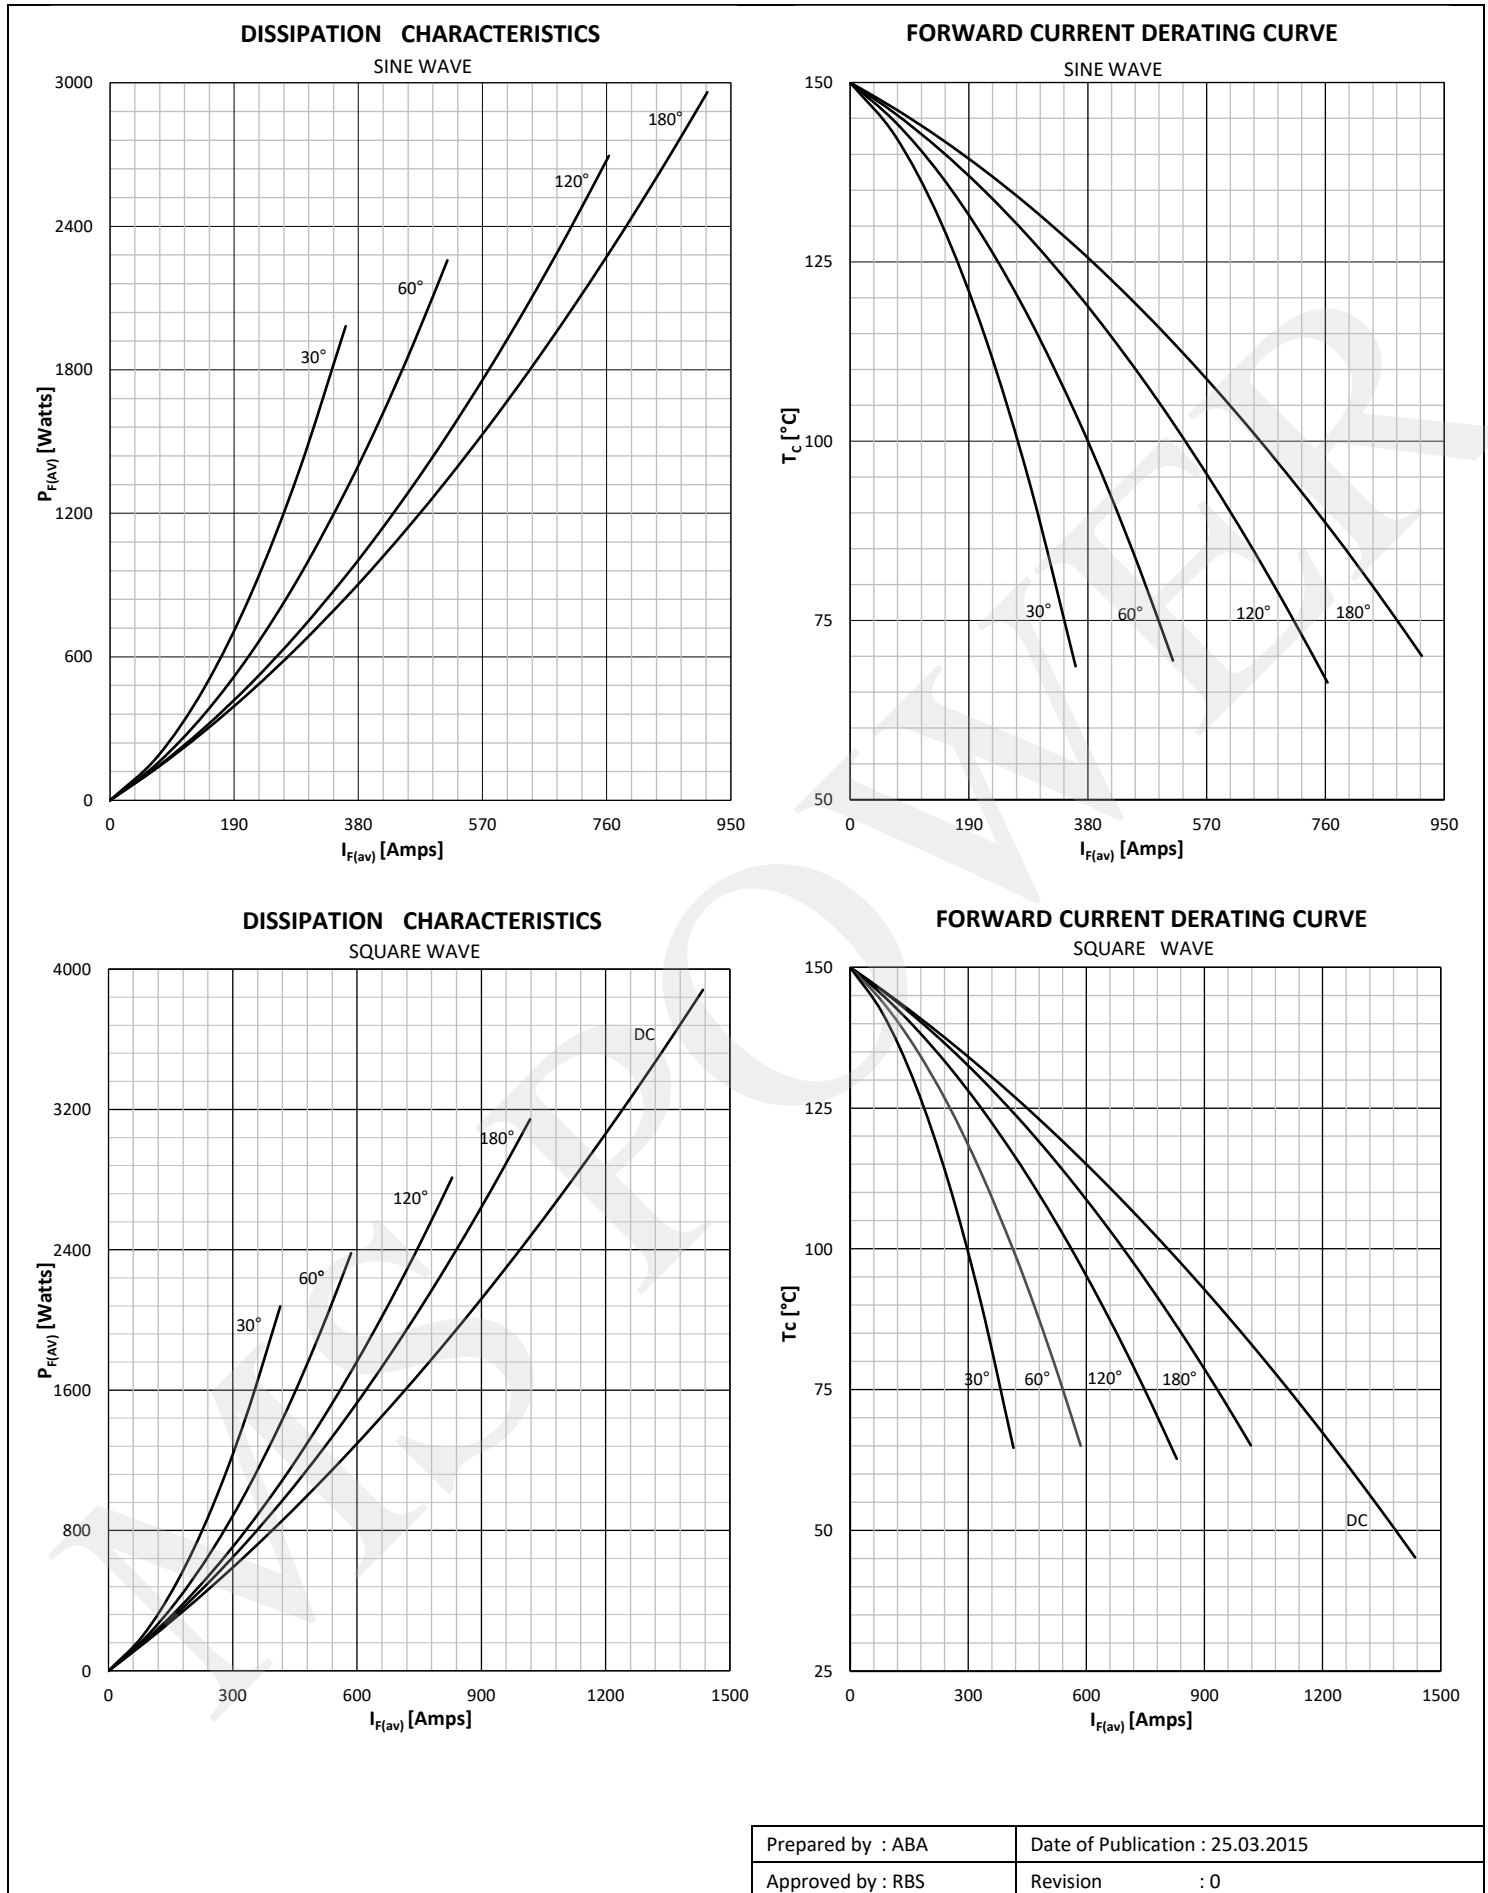 DISSIPATION CHARACTERISTICS
SINE WAVE
3000
2400
1800
1200
600
0
0 190 380 570 760 950
30°
60°
120°
180°
P_F(AV) [Watts]
I_F(av) [Amps]
FORWARD CURRENT DERATING CURVE
SINE WAVE
150
125
100
75
50
0 190 380 570 760 950
30° 60° 120° 180°
T_C [°C]
I_F(av) [Amps]
DISSIPATION CHARACTERISTICS
SQUARE WAVE
4000
3200
2400
1600
800
0
0 300 600 900 1200 1500
30°
60°
120°
180°
DC
P_F(AV) [Watts]
I_F(av) [Amps]
FORWARD CURRENT DERATING CURVE
SQUARE WAVE
150
125
100
75
50
25
0 300 600 900 1200 1500
30° 60° 120° 180°
DC
Tc [°C]
I_F(av) [Amps]
MS POWER
Prepared by : ABA
Date of Publication : 25.03.2015
Approved by : RBS
Revision : 0